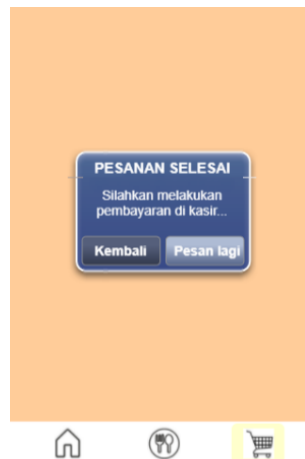 PESANAN SELESAI
Silahkan melakukan
pembayaran di kasir...
Kembali Pesan lagi